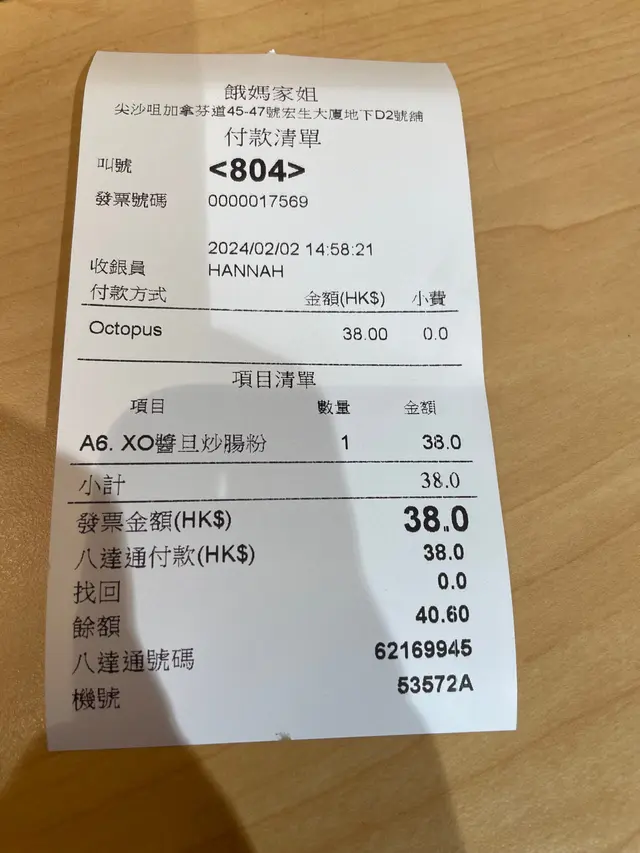 餓媽家姐
尖沙咀加拿芬道45-47號宏生大廈地下D2號舖
付款清單
叫號 <804>
發票號碼 0000017569
2024/02/02 14:58:21
收銀員 HANNAH
付款方式 金額(HK$) 小費
Octopus 38.00 0.0
項目清單
項目 數量 金額
A6. XO醬旦炒腸粉 1 38.0
小計 38.0
發票金額(HK$) 38.0
八達通付款(HK$) 38.0
找回 0.0
餘額 40.60
八達通號碼 62169945
機號 53572A